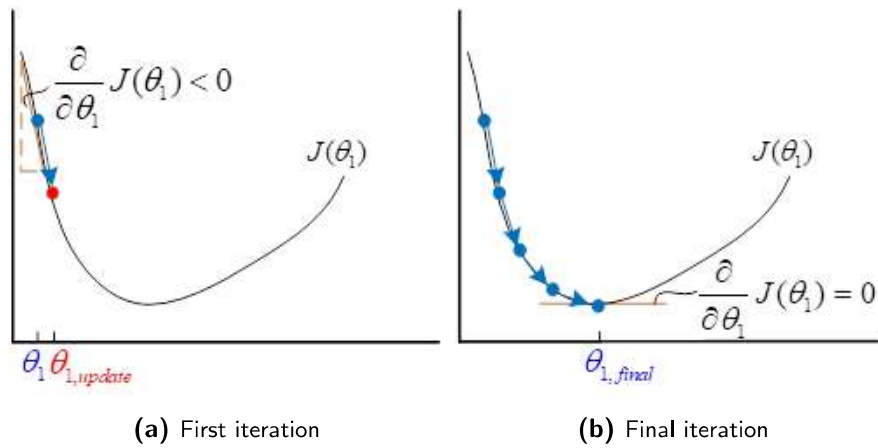 ∂/∂θ₁ J(θ₁) < 0
J(θ₁)
θ₁ θ₁,update
(a) First iteration
J(θ₁)
∂/∂θ₁ J(θ₁) = 0
θ₁, final
(b) Final iteration